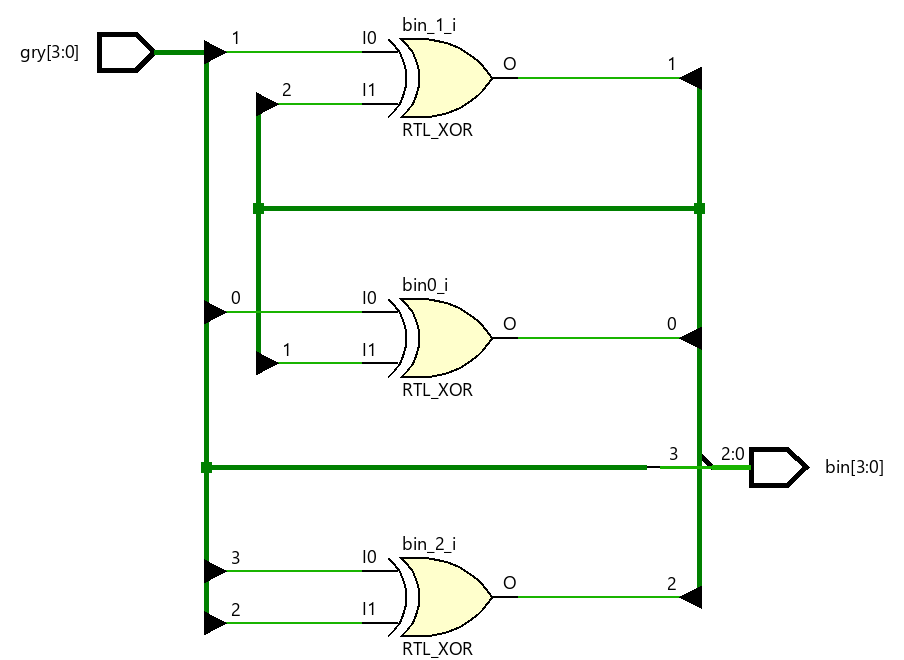 bin_1_i
gry[3:0]
1
I0
O
1
2
I1
RTL_XOR
bin0_i
0
I0
O
0
1
I1
RTL_XOR
3
2:0
bin[3:0]
bin_2_i
3
I0
O
2
2
I1
RTL_XOR